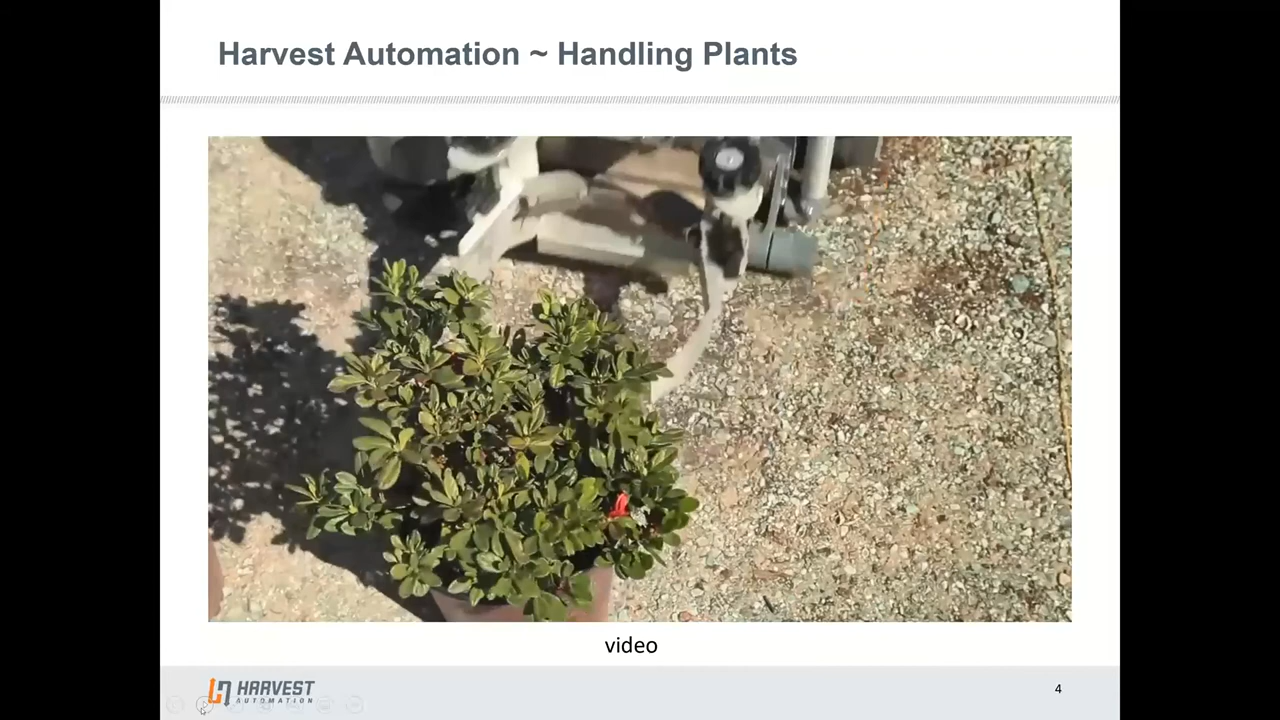 Harvest Automation ~ Handling Plants
video
HARVEST
AUTOMATION
4